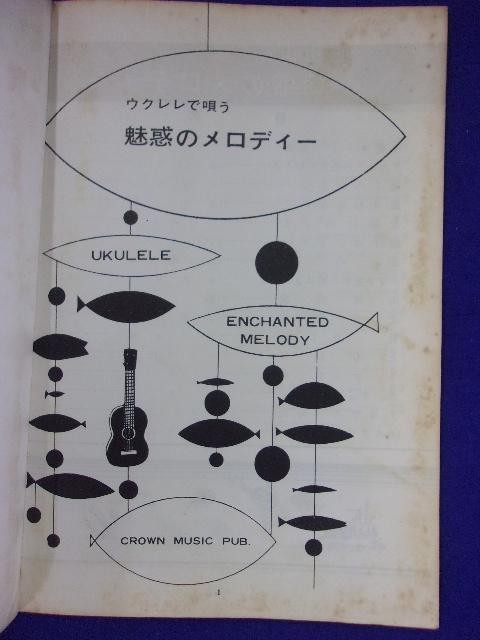 ウクレレで唄う
魅惑のメロディー
UKULELE
ENCHANTED
MELODY
CROWN MUSIC PUB.
1